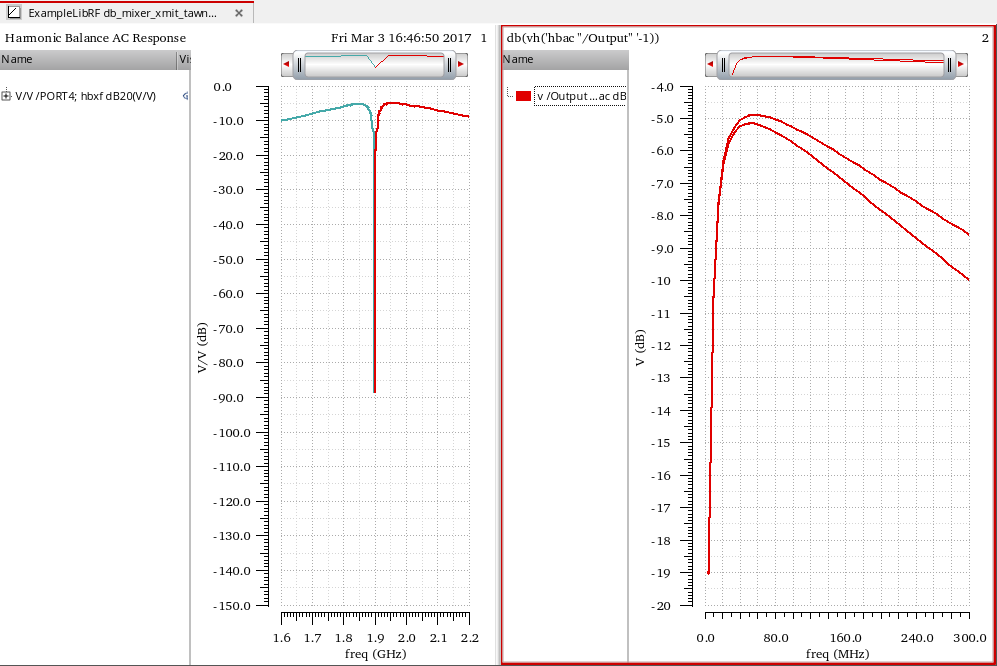 ExampleLibRF db_mixer_xmit_tawn... ×
Harmonic Balance AC Response
Fri Mar 3 16:46:50 2017 1
Name
Vi
V/V /PORT4; hbxf dB20(V/V)
0.0
-10.0
-20.0
-30.0
-40.0
-50.0
-60.0
-70.0
-80.0
-90.0
-100.0
-110.0
-120.0
-130.0
-140.0
-150.0
V/V (dB)
1.6 1.7 1.8 1.9 2.0 2.1 2.2
freq (GHz)
db(vh('hbac "/Output" '-1))
2
Name
v /Output ...ac dB
-4.0
-5.0
-6.0
-7.0
-8.0
-9.0
-10
-11
-12
-13
-14
-15
-16
-17
-18
-19
-20
V (dB)
0.0 80.0 160.0 240.0 300.0
freq (MHz)